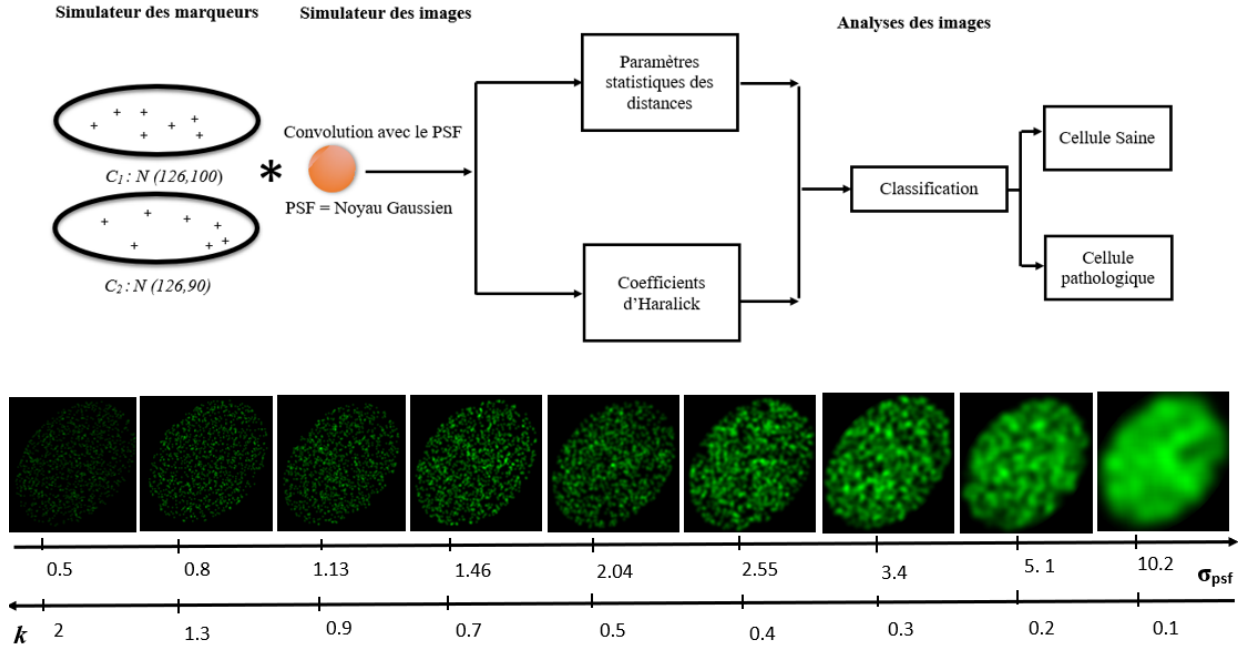 Simulateur des marqueurs
Simulateur des images
Analyses des images
C1 : N (126,100)
C2 : N (126,90)
*
Convolution avec le PSF
PSF = Noyau Gaussien
Paramètres
statistiques des
distances
Coefficients
d’Haralick
Classification
Cellule Saine
Cellule
pathologique
0.5 0.8 1.13 1.46 2.04 2.55 3.4 5. 1 10.2 σpsf
k 2 1.3 0.9 0.7 0.5 0.4 0.3 0.2 0.1